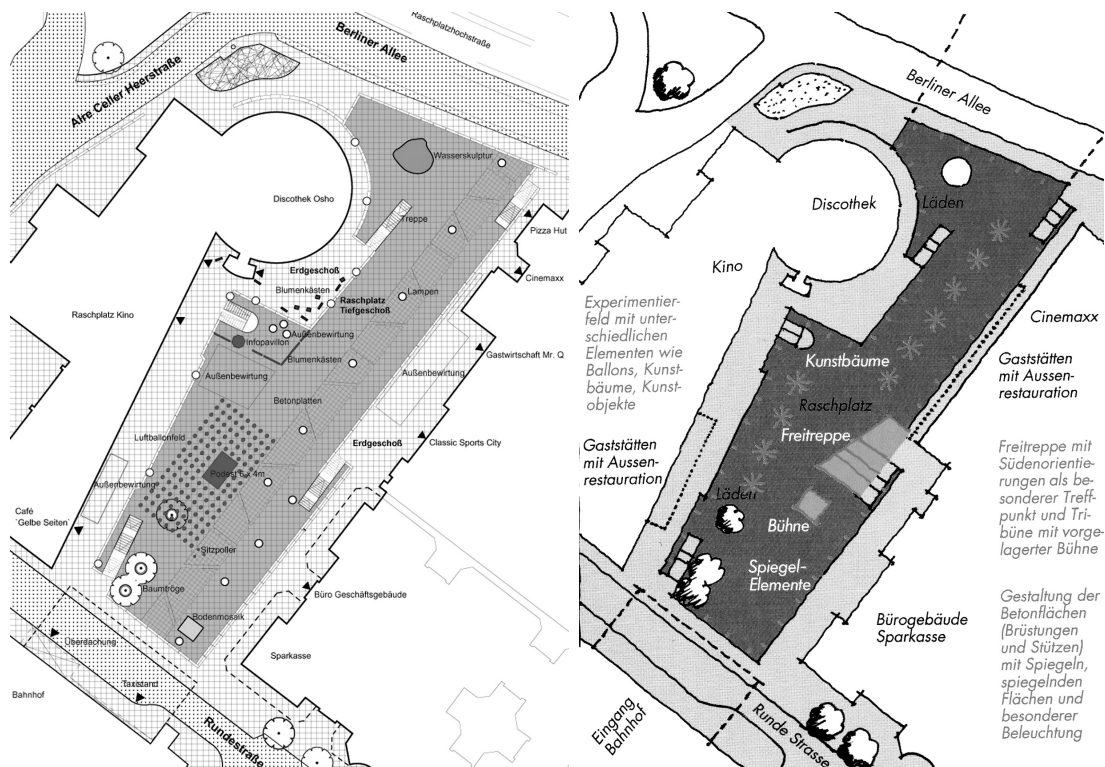 Raschplatzhochstraße
Berliner Allee
Alre Celler Heerstraße
Wasserskulptur
Discothek Osho
Treppe
Pizza Hut
Erdgeschoß
Cinemaxx
Blumenkästen
Raschplatz
Tiefgeschoß
Lampen
Raschplatz Kino
Außenbewirtung
Infopavillon
Gastwirtschaft Mr. Q
Blumenkästen
Außenbewirtung
Außenbewirtung
Betonplatten
Erdgeschoß
Luftballonfeld
Classic Sports City
Podest 6 x 4m
Außenbewirtung
Café
`Gelbe Seiten´
Sitzpoller
Baumtröge
Büro Geschäftsgebäude
Bodenmosaik
Überdachung
Sparkasse
Bahnhof
Taxistand
Rundestraße
Berliner Allee
Discothek
Läden
Kino
Experimentier-
feld mit unter-
schiedlichen
Elementen wie
Ballons, Kunst-
bäume, Kunst-
objekte
Cinemaxx
Kunstbäume
Gaststätten
mit Aussen-
restauration
Raschplatz
Freitreppe
Gaststätten
mit Aussen-
restauration
Freitreppe mit
Südenorientie-
rungen als be-
sonderer Treff-
punkt und Tri-
büne mit vorge-
lagerter Bühne
Läden
Bühne
Spiegel-
Elemente
Gestaltung der
Betonflächen
(Brüstungen
und Stützen)
mit Spiegeln,
spiegelnden
Flächen und
besonderer
Beleuchtung
Bürogebäude
Sparkasse
Eingang
Bahnhof
Runde Strasse